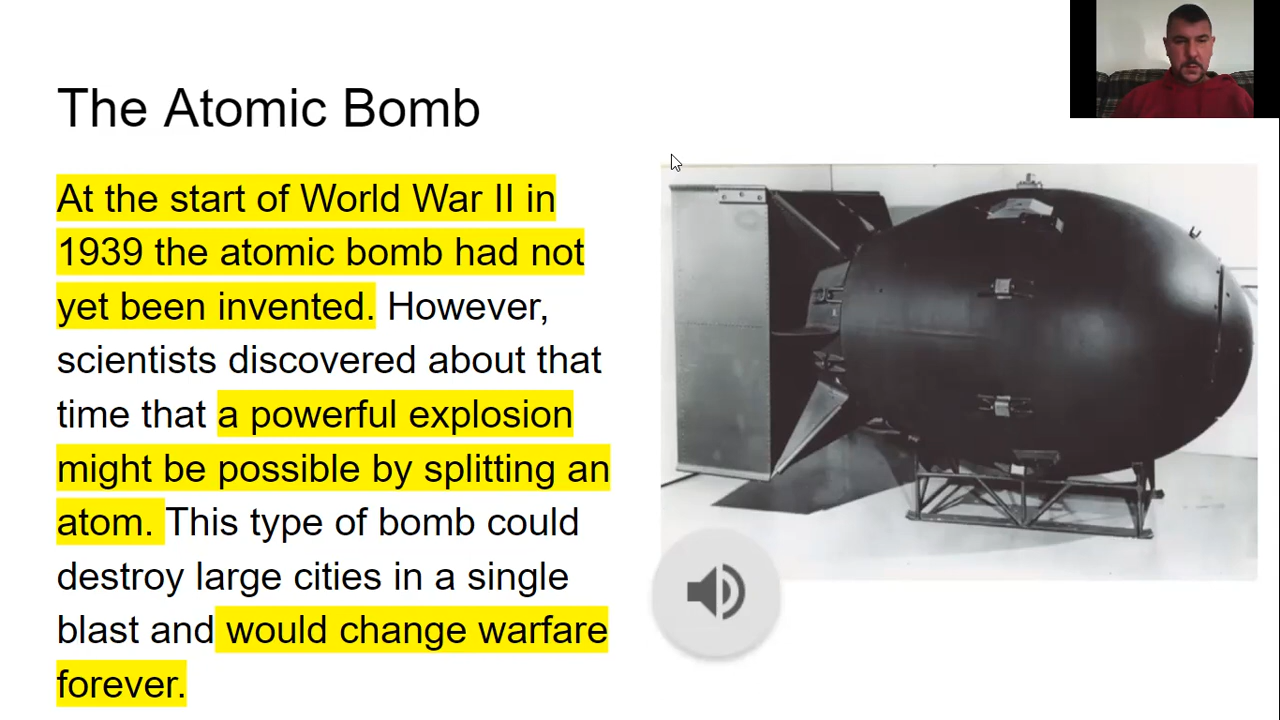 The Atomic Bomb
At the start of World War II in
1939 the atomic bomb had not
yet been invented. However,
scientists discovered about that
time that a powerful explosion
might be possible by splitting an
atom. This type of bomb could
destroy large cities in a single
blast and would change warfare
forever.